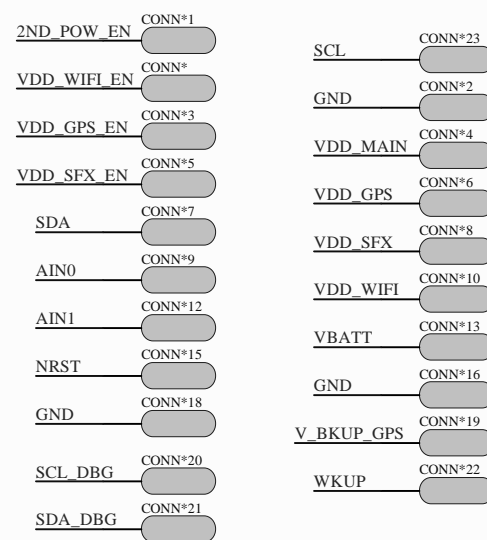 CONN*1
2ND_POW_EN
CONN*
VDD_WIFI_EN
CONN*3
VDD_GPS_EN
CONN*5
VDD_SFX_EN
CONN*7
SDA
CONN*9
AIN0
CONN*12
AIN1
CONN*15
NRST
CONN*18
GND
CONN*20
SCL_DBG
CONN*21
SDA_DBG
CONN*23
SCL
CONN*2
GND
CONN*4
VDD_MAIN
CONN*6
VDD_GPS
CONN*8
VDD_SFX
CONN*10
VDD_WIFI
CONN*13
VBATT
CONN*16
GND
CONN*19
V_BKUP_GPS
CONN*22
WKUP